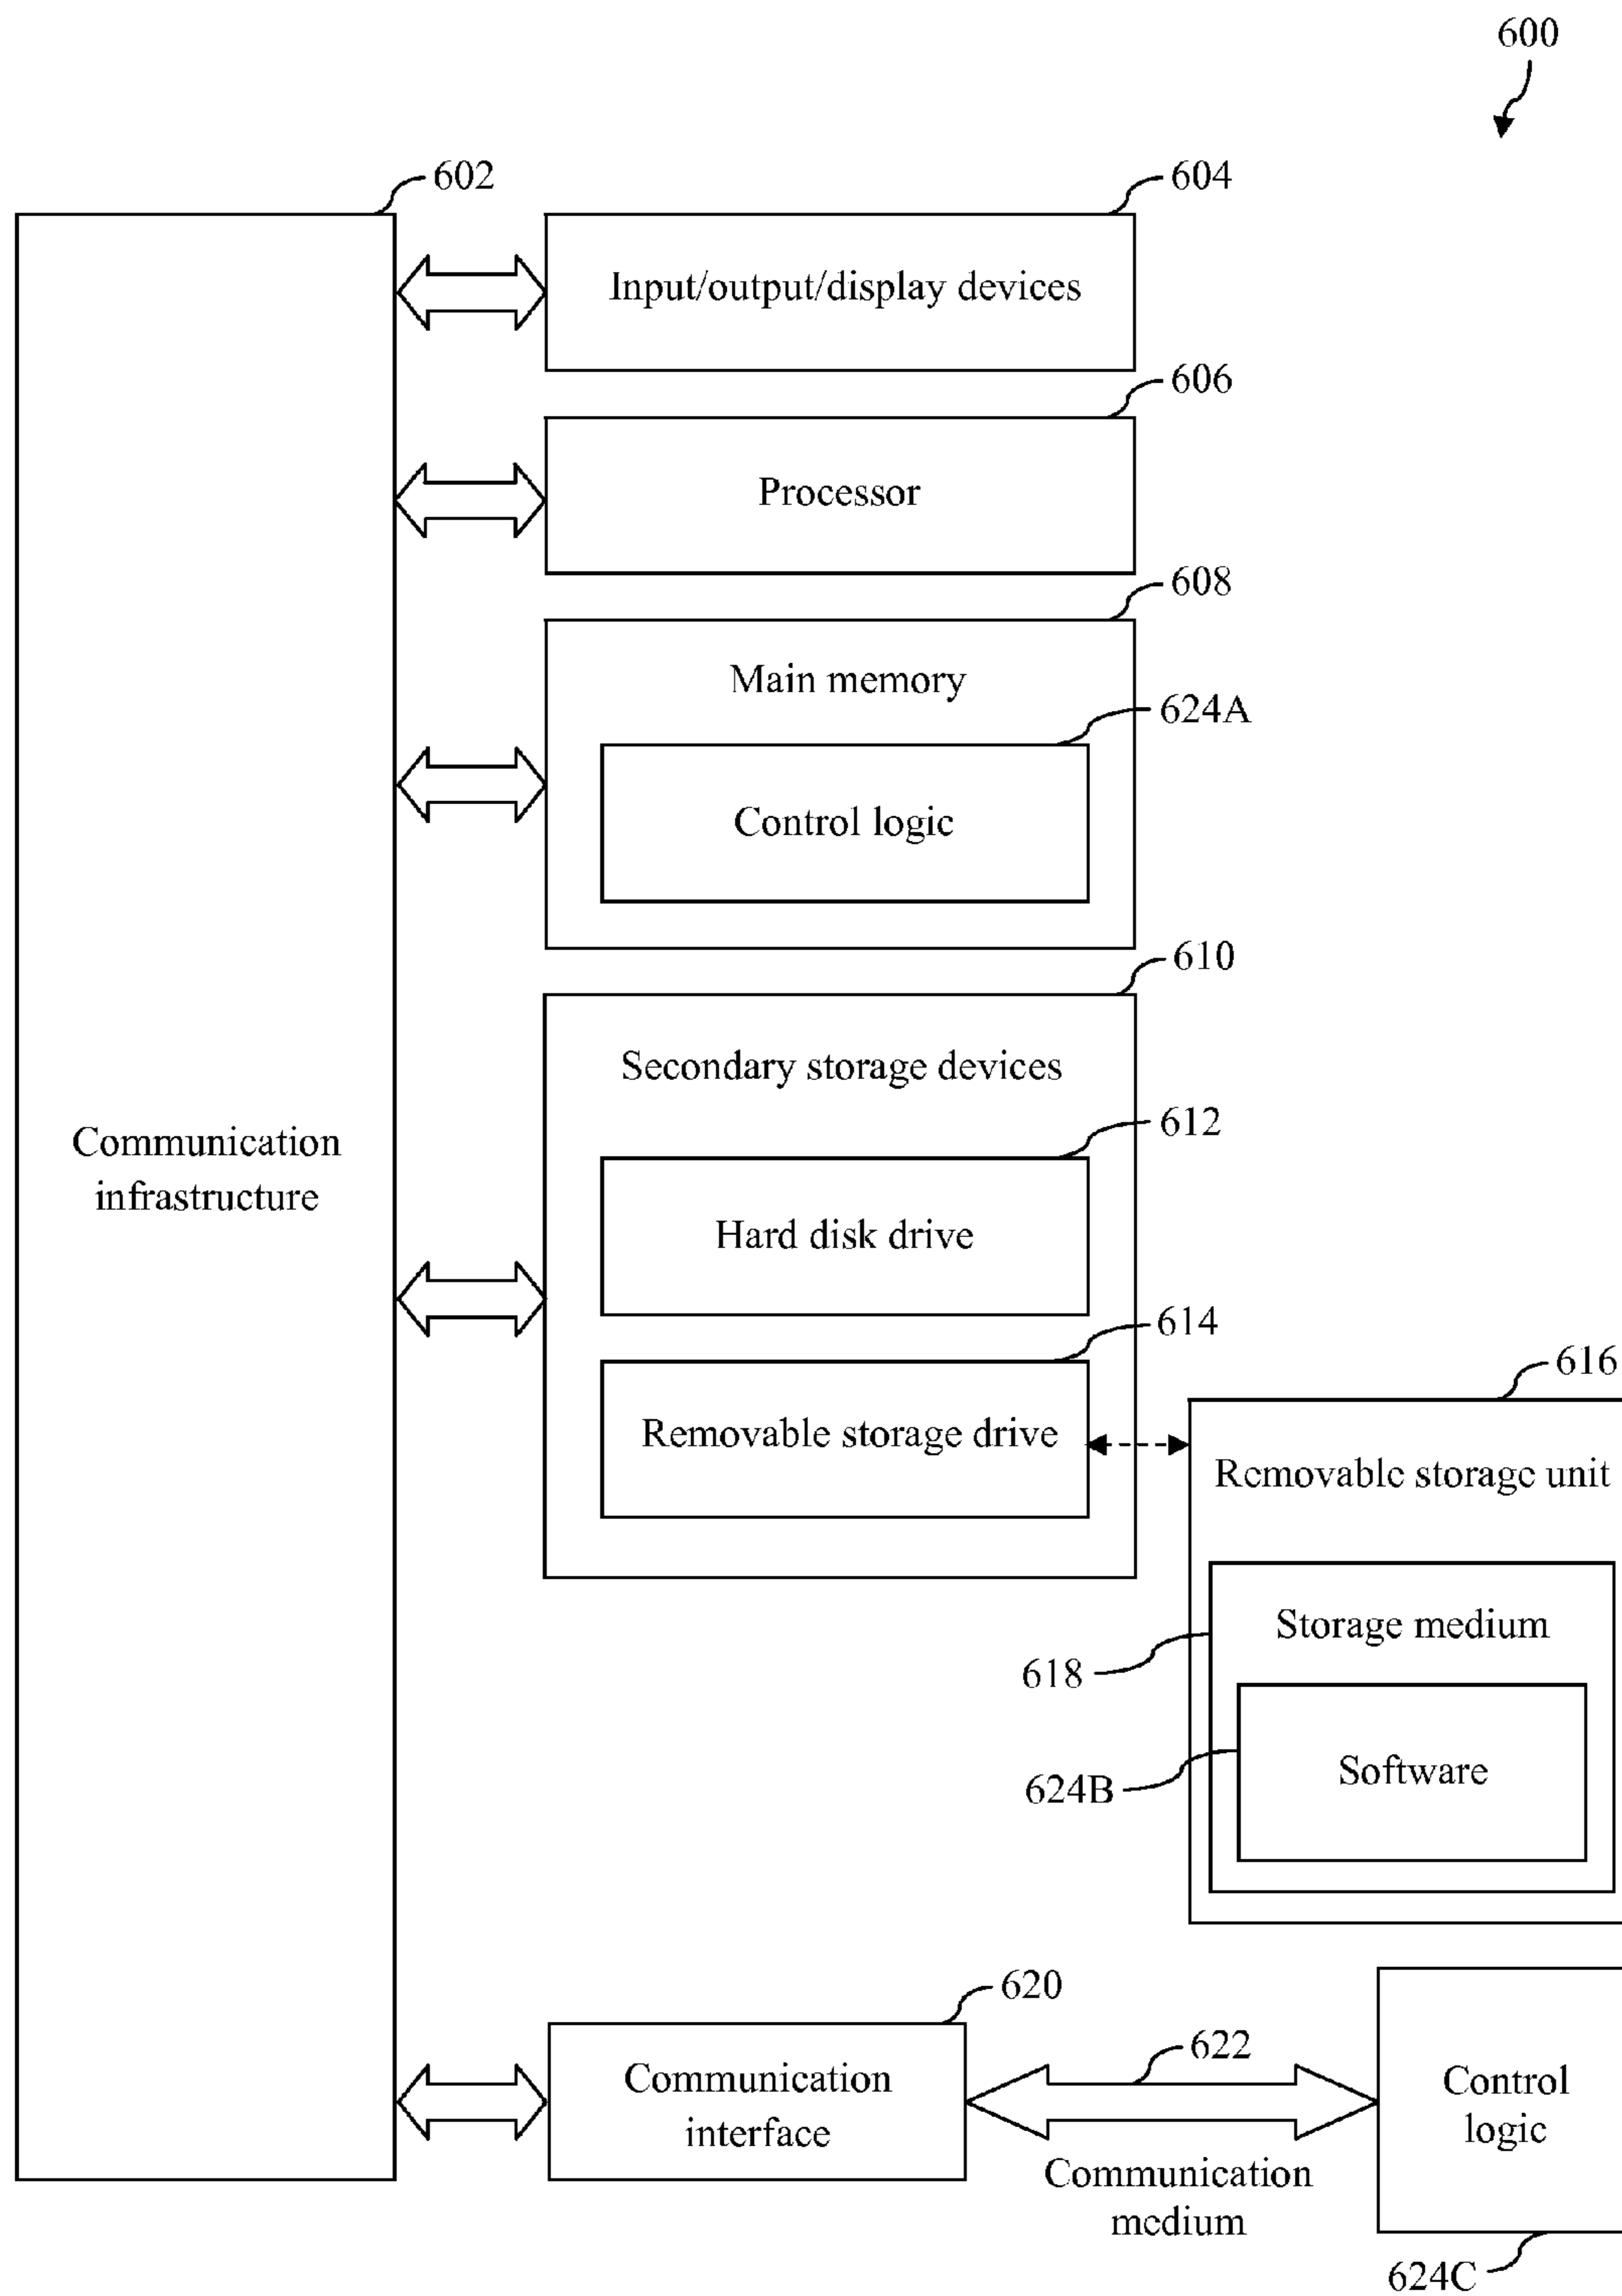 600
602
604
Input/output/display devices
606
Processor
608
Main memory
624A
Control logic
610
Secondary storage devices
612
Communication
infrastructure
Hard disk drive
614
Removable storage drive
616
Removable storage unit
Storage medium
618
Software
624B
620
Communication
interface
622
Communication
medium
Control
logic
624C